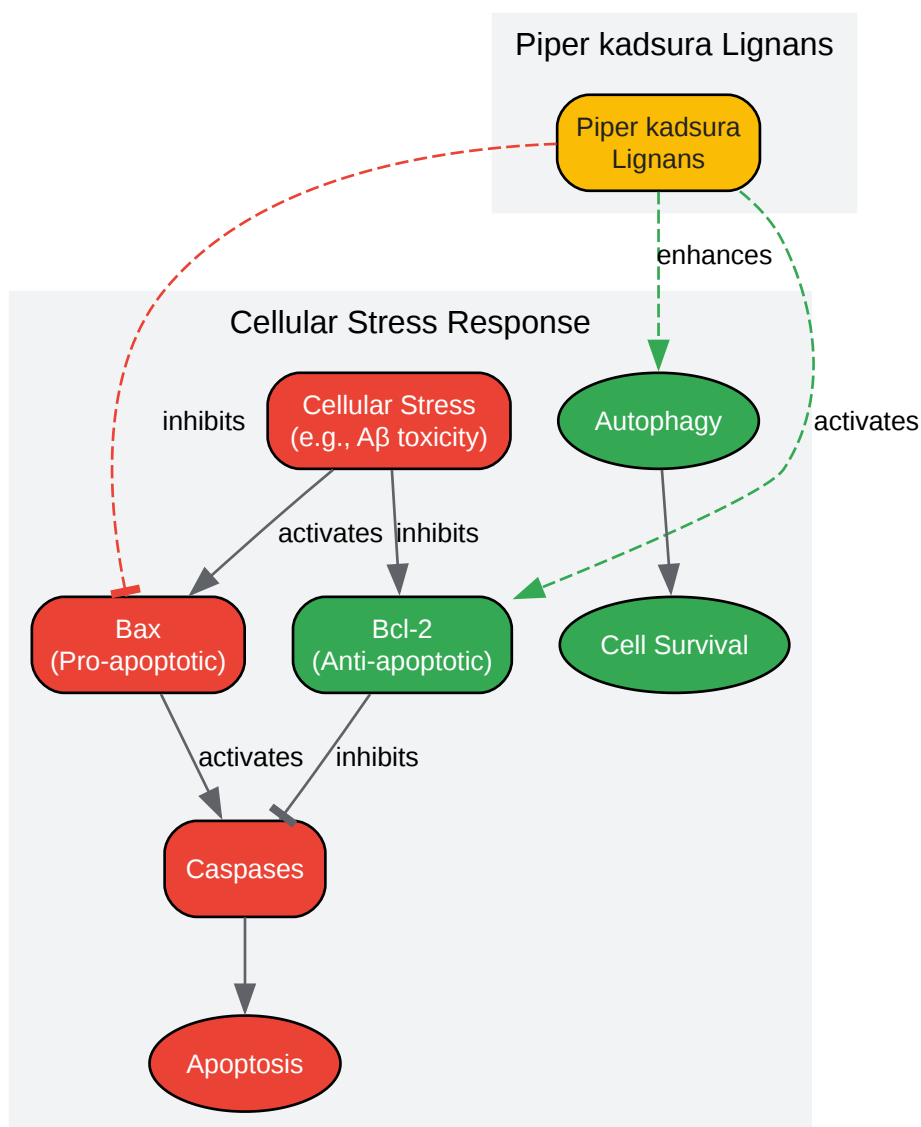 Piper kadsura Lignans
Piper kadsura
Lignans
enhances
Cellular Stress Response
inhibits
Cellular Stress
(e.g., Aβ toxicity)
Autophagy
activates
activates
inhibits
Bax
(Pro-apoptotic)
Bcl-2
(Anti-apoptotic)
Cell Survival
activates
inhibits
Caspases
Apoptosis